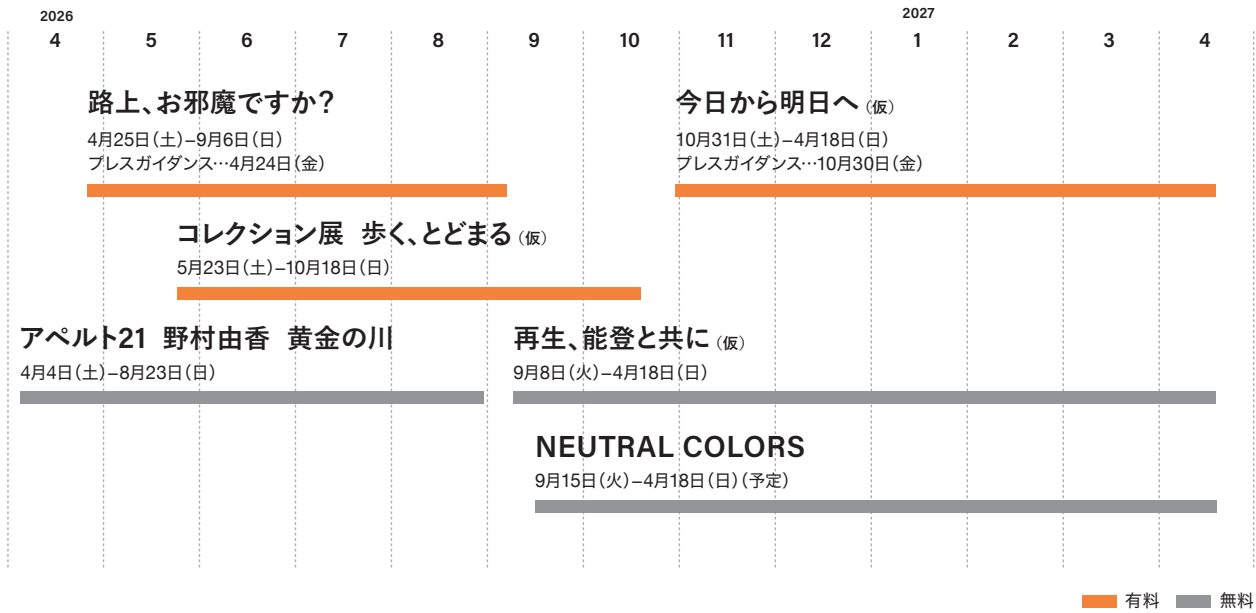 2026
2027
4 5 6 7 8 9 10 11 12 1 2 3 4
路上、お邪魔ですか？
4月25日（土）–9月6日（日）
プレスガイダンス…4月24日（金）
今日から明日へ（仮）
10月31日（土）–4月18日（日）
プレスガイダンス…10月30日（金）
コレクション展 歩く、とどまる（仮）
5月23日（土）–10月18日（日）
アペルト21 野村由香 黄金の川
4月4日（土）–8月23日（日）
再生、能登と共に（仮）
9月8日（火）–4月18日（日）
NEUTRAL COLORS
9月15日（火）–4月18日（日）（予定）
有料 無料